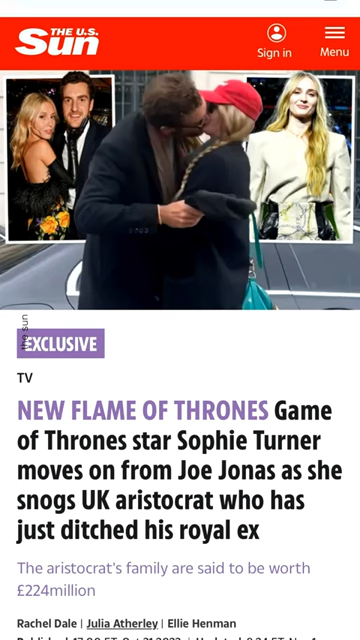 THE U.S.
Sun
Sign in
Menu
the sun
EXCLUSIVE
TV
NEW FLAME OF THRONES Game
of Thrones star Sophie Turner
moves on from Joe Jonas as she
snogs UK aristocrat who has
just ditched his royal ex
The aristocrat's family are said to be worth
£224million
Rachel Dale | Julia Atherley | Ellie Henman